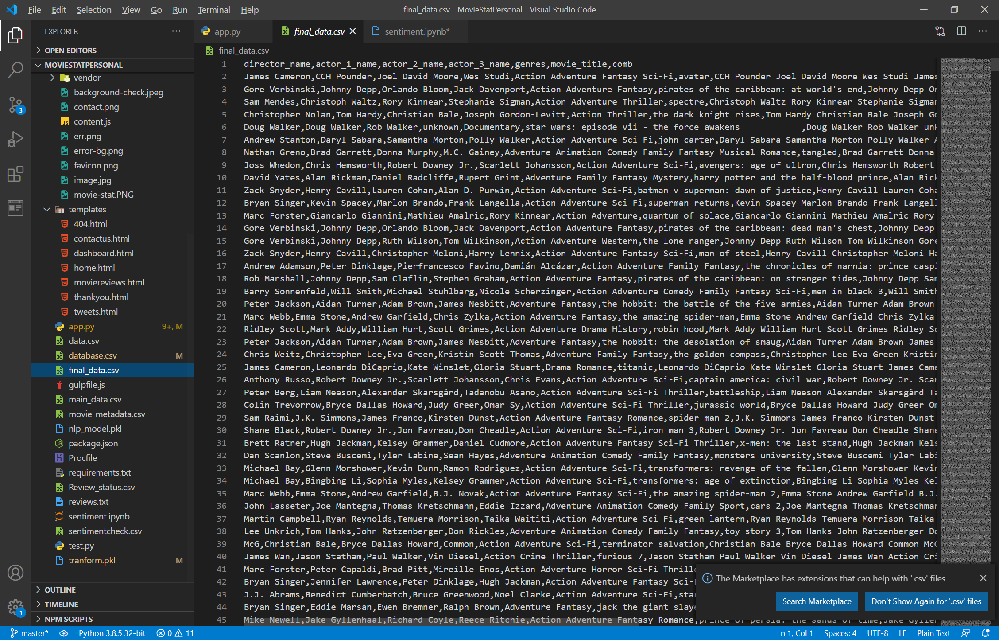 File Edit Selection View Go Run Terminal Help
final_data.csv - MovieStatPersonal - Visual Studio Code
EXPLORER
OPEN EDITORS
MOVIESTATPERSONAL
vendor
background-check.jpeg
contact.png
content.js
err.png
error-bg.png
favicon.png
image.jpg
movie-stat.PNG
templates
404.html
contactus.html
dashboard.html
home.html
moviereviews.html
thankyou.html
tweets.html
app.py 9+, M
data.csv
database.csv M
final_data.csv
gulpfile.js
main_data.csv
movie_metadata.csv
nlp_model.pkl
package.json
Procfile
requirements.txt
Review_status.csv
reviews.txt
sentiment.ipynb
sentimentcheck.csv
test.py
tranform.pkl M
OUTLINE
TIMELINE
NPM SCRIPTS
3
1
app.py final_data.csv sentiment.ipynb*
final_data.csv
1 director_name,actor_1_name,actor_2_name,actor_3_name,genres,movie_title,comb
2 James Cameron,CCH Pounder,Joel David Moore,Wes Studi,Action Adventure Fantasy Sci-Fi,avatar,CCH Pounder Joel David Moore Wes Studi James
3 Gore Verbinski,Johnny Depp,Orlando Bloom,Jack Davenport,Action Adventure Fantasy,pirates of the caribbean: at world's end,Johnny Depp Or
4 Sam Mendes,Christoph Waltz,Rory Kinnear,Stephanie Sigman,Action Adventure Thriller,spectre,Christoph Waltz Rory Kinnear Stephanie Sigman
5 Christopher Nolan,Tom Hardy,Christian Bale,Joseph Gordon-Levitt,Action Thriller,the dark knight rises,Tom Hardy Christian Bale Joseph Go
6 Doug Walker,Doug Walker,Rob Walker,unknown,Documentary,star wars: episode vii - the force awakens            ,Doug Walker Rob Walker unk
7 Andrew Stanton,Daryl Sabara,Samantha Morton,Polly Walker,Action Adventure Sci-Fi,john carter,Daryl Sabara Samantha Morton Polly Walker A
8 Nathan Greno,Brad Garrett,Donna Murphy,M.C. Gainey,Adventure Animation Comedy Family Fantasy Musical Romance,tangled,Brad Garrett Donna
9 Joss Whedon,Chris Hemsworth,Robert Downey Jr.,Scarlett Johansson,Action Adventure Sci-Fi,avengers: age of ultron,Chris Hemsworth Robert
10 David Yates,Alan Rickman,Daniel Radcliffe,Rupert Grint,Adventure Family Fantasy Mystery,harry potter and the half-blood prince,Alan Rick
11 Zack Snyder,Henry Cavill,Lauren Cohan,Alan D. Purwin,Action Adventure Sci-Fi,batman v superman: dawn of justice,Henry Cavill Lauren Coha
12 Bryan Singer,Kevin Spacey,Marlon Brando,Frank Langella,Action Adventure Sci-Fi,superman returns,Kevin Spacey Marlon Brando Frank Langell
13 Marc Forster,Giancarlo Giannini,Mathieu Amalric,Rory Kinnear,Action Adventure,quantum of solace,Giancarlo Giannini Mathieu Amalric Rory
14 Gore Verbinski,Johnny Depp,Orlando Bloom,Jack Davenport,Action Adventure Fantasy,pirates of the caribbean: dead man's chest,Johnny Depp
15 Gore Verbinski,Johnny Depp,Ruth Wilson,Tom Wilkinson,Action Adventure Western,the lone ranger,Johnny Depp Ruth Wilson Tom Wilkinson Gore
16 Zack Snyder,Henry Cavill,Christopher Meloni,Harry Lennix,Action Adventure Fantasy Sci-Fi,man of steel,Henry Cavill Christopher Meloni Ha
17 Andrew Adamson,Peter Dinklage,Pierfrancesco Favino,Damián Alcázar,Action Adventure Family Fantasy,the chronicles of narnia: prince caspi
18 Rob Marshall,Johnny Depp,Sam Claflin,Stephen Graham,Action Adventure Fantasy,pirates of the caribbean: on stranger tides,Johnny Depp Sam
19 Barry Sonnenfeld,Will Smith,Michael Stuhlbarg,Nicole Scherzinger,Action Adventure Comedy Family Fantasy Sci-Fi,men in black 3,Will Smith
20 Peter Jackson,Aidan Turner,Adam Brown,James Nesbitt,Adventure Fantasy,the hobbit: the battle of the five armies,Aidan Turner Adam Brown
21 Marc Webb,Emma Stone,Andrew Garfield,Chris Zylka,Action Adventure Fantasy,the amazing spider-man,Emma Stone Andrew Garfield Chris Zylka
22 Ridley Scott,Mark Addy,William Hurt,Scott Grimes,Action Adventure Drama History,robin hood,Mark Addy William Hurt Scott Grimes Ridley Sc
23 Peter Jackson,Aidan Turner,Adam Brown,James Nesbitt,Adventure Fantasy,the hobbit: the desolation of smaug,Aidan Turner Adam Brown James
24 Chris Weitz,Christopher Lee,Eva Green,Kristin Scott Thomas,Adventure Family Fantasy,the golden compass,Christopher Lee Eva Green Kristin
25 James Cameron,Leonardo DiCaprio,Kate Winslet,Gloria Stuart,Drama Romance,titanic,Leonardo DiCaprio Kate Winslet Gloria Stuart James Came
26 Anthony Russo,Robert Downey Jr.,Scarlett Johansson,Chris Evans,Action Adventure Sci-Fi,captain america: civil war,Robert Downey Jr. Scar
27 Peter Berg,Liam Neeson,Alexander Skarsgård,Tadanobu Asano,Action Adventure Sci-Fi Thriller,battleship,Liam Neeson Alexander Skarsgård Ta
28 Colin Trevorrow,Bryce Dallas Howard,Judy Greer,Omar Sy,Action Adventure Sci-Fi Thriller,jurassic world,Bryce Dallas Howard Judy Greer Om
29 Sam Raimi,J.K. Simmons,James Franco,Kirsten Dunst,Action Adventure Fantasy Romance,spider-man 2,J.K. Simmons James Franco Kirsten Dunst
30 Shane Black,Robert Downey Jr.,Jon Favreau,Don Cheadle,Action Adventure Sci-Fi,iron man 3,Robert Downey Jr. Jon Favreau Don Cheadle Shane
31 Brett Ratner,Hugh Jackman,Kelsey Grammer,Daniel Cudmore,Action Adventure Fantasy Sci-Fi Thriller,x-men: the last stand,Hugh Jackman Kels
32 Dan Scanlon,Steve Buscemi,Tyler Labine,Sean Hayes,Adventure Animation Comedy Family Fantasy,monsters university,Steve Buscemi Tyler Labi
33 Michael Bay,Glenn Morshower,Kevin Dunn,Ramon Rodriguez,Action Adventure Sci-Fi,transformers: revenge of the fallen,Glenn Morshower Kevin
34 Michael Bay,Bingbing Li,Sophia Myles,Kelsey Grammer,Action Adventure Sci-Fi,transformers: age of extinction,Bingbing Li Sophia Myles Kel
35 Marc Webb,Emma Stone,Andrew Garfield,B.J. Novak,Action Adventure Fantasy Sci-Fi,the amazing spider-man 2,Emma Stone Andrew Garfield B.J.
36 John Lasseter,Joe Mantegna,Thomas Kretschmann,Eddie Izzard,Adventure Animation Comedy Family Sport,cars 2,Joe Mantegna Thomas Kretschman
37 Martin Campbell,Ryan Reynolds,Temuera Morrison,Taika Waititi,Action Adventure Sci-Fi,green lantern,Ryan Reynolds Temuera Morrison Taika
38 Lee Unkrich,Tom Hanks,John Ratzenberger,Don Rickles,Adventure Animation Comedy Family Fantasy,toy story 3,Tom Hanks John Ratzenberger Do
39 McG,Christian Bale,Bryce Dallas Howard,Common,Action Adventure Sci-Fi,terminator salvation,Christian Bale Bryce Dallas Howard Common McG
40 James Wan,Jason Statham,Paul Walker,Vin Diesel,Action Crime Thriller,furious 7,Jason Statham Paul Walker Vin Diesel James Wan Action Cri
41 Marc Forster,Peter Capaldi,Brad Pitt,Mireille Enos,Action Adventure Horror Sci-Fi Thrille
42 Bryan Singer,Jennifer Lawrence,Peter Dinklage,Hugh Jackman,Action Adventure Fantasy Sci-
43 J.J. Abrams,Benedict Cumberbatch,Bruce Greenwood,Noel Clarke,Action Adventure Sci-Fi,sta
44 Bryan Singer,Eddie Marsan,Ewen Bremner,Ralph Brown,Adventure Fantasy,jack the giant slaye
45 Mike Newell,Jake Gyllenhaal,Richard Coyle,Reece Ritchie,Action Adventure Fantasy Romance,prince of persia: the sands of time,Jake Gyllen
The Marketplace has extensions that can help with '.csv' files
Search Marketplace Don't Show Again for '.csv' files
master* Python 3.8.5 32-bit 0 11 Ln 1, Col 1 Spaces: 4 UTF-8 LF Plain Text